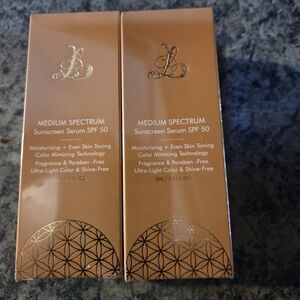 MEDIUM SPECTRUM
Sunscreen Serum SPF 50
Moisturizing + Even Skin Toning
Color Mimicing Technology
Fragrance & Paraben -Free
Ultra-Light Color & Shine-Free
MEDIUM SPECTRUM
Sunscreen Serum SPF 50
Moisturizing + Even Skin Toning
Color Mimicing Technology
Fragrance & Paraben -Free
Ultra-Light Color & Shine-Free